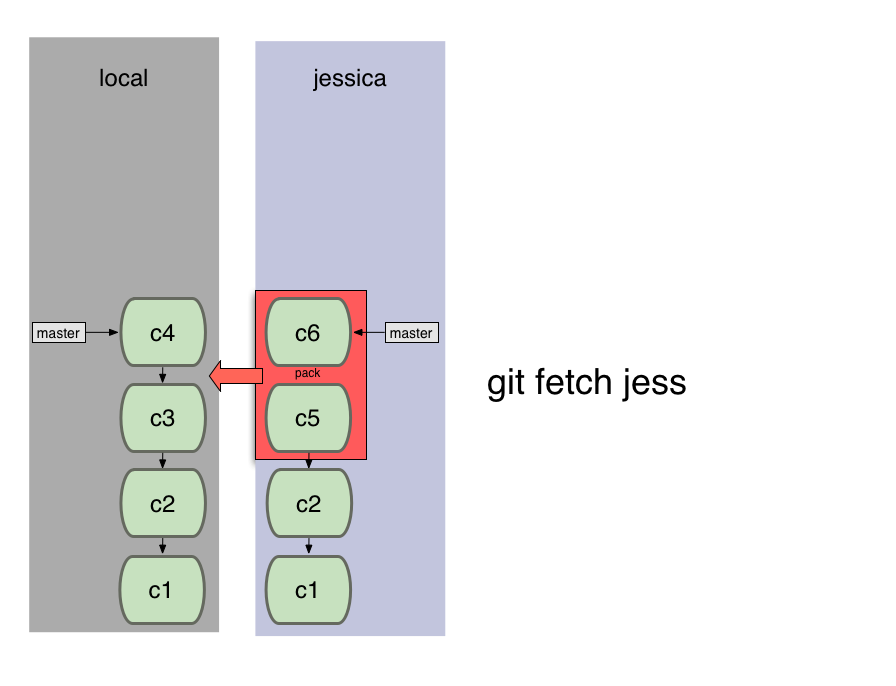 local
jessica
master
c4
c6
master
pack
git fetch jess
c3
c5
c2
c2
c1
c1